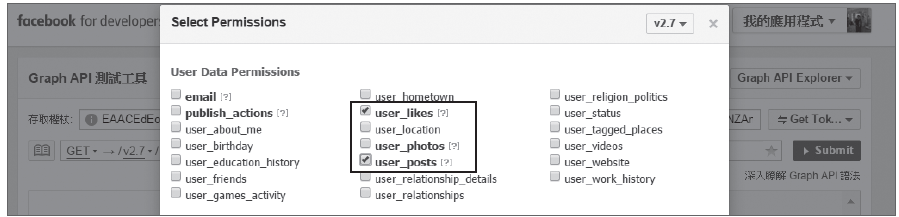 facebook for developers
Select Permissions
v2.7
×
我的應用程式
Graph API 測試工具
User Data Permissions
Graph API Explorer
email [?]
user_hometown
user_religion_politics
publish_actions [?]
user_likes [?]
user_status
存取權杖:
EAACEdEo
user_about_me
user_location
user_tagged_places
NZAr
Get Tok...
user_birthday
user_photos [?]
user_videos
GET
→ /v2.7
/
user_education_history
user_posts [?]
user_website
Submit
user_friends
user_relationship_details
user_work_history
深入瞭解 Graph API 語法
user_games_activity
user_relationships